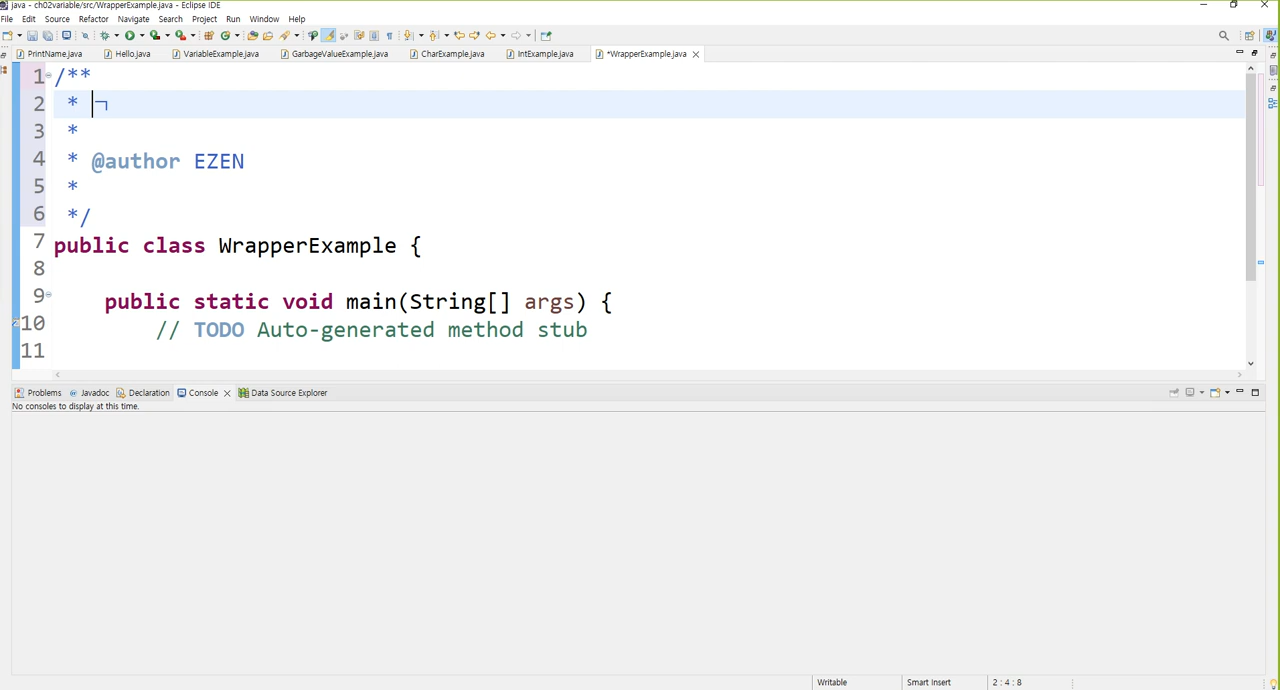 java - ch02variable/src/WrapperExample.java - Eclipse IDE
File Edit Source Refactor Navigate Search Project Run Window Help
PrintName.java Hello.java VariableExample.java GarbageValueExample.java CharExample.java IntExample.java *WrapperExample.java
1 /**
2 * ㄱ
3 *
4 * @author EZEN
5 *
6 */
7 public class WrapperExample {
8
9 public static void main(String[] args) {
10 // TODO Auto-generated method stub
11
Problems Javadoc Declaration Console Data Source Explorer
No consoles to display at this time.
Writable Smart Insert 2 : 4 : 8